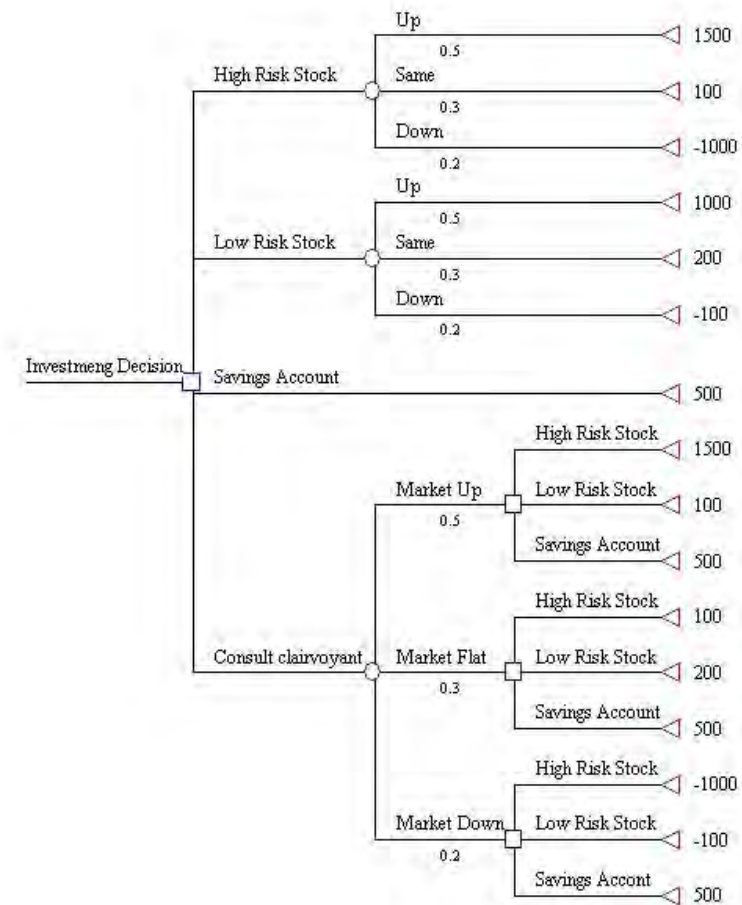 Up
0.5
1500
High Risk Stock
Same
0.3
100
Down
0.2
-1000
Up
0.5
1000
Low Risk Stock
Same
0.3
200
Down
0.2
-100
Investmeng Decision
Savings Account
500
High Risk Stock
1500
Market Up
0.5
Low Risk Stock
100
Savings Account
500
High Risk Stock
100
Consult clairvoyant
Market Flat
0.3
Low Risk Stock
200
Savings Account
500
High Risk Stock
-1000
Market Down
0.2
Low Risk Stock
-100
Savings Accont
500